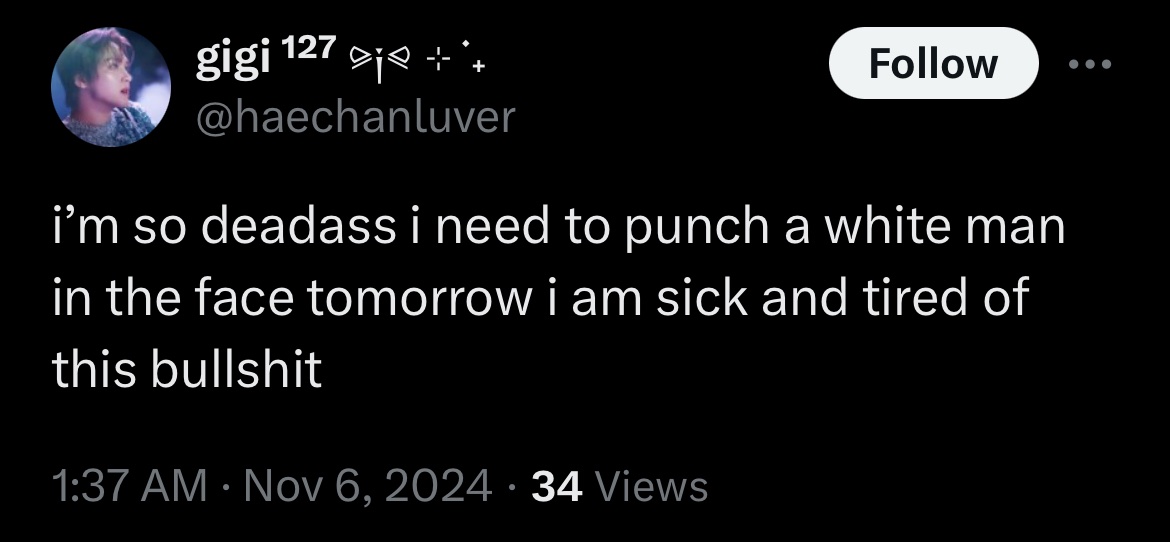 gigi ¹²⁷ ⊹ ࣪ ˖
Follow
@haechanluver
i’m so deadass i need to punch a white man
in the face tomorrow i am sick and tired of
this bullshit
1:37 AM · Nov 6, 2024 · 34 Views